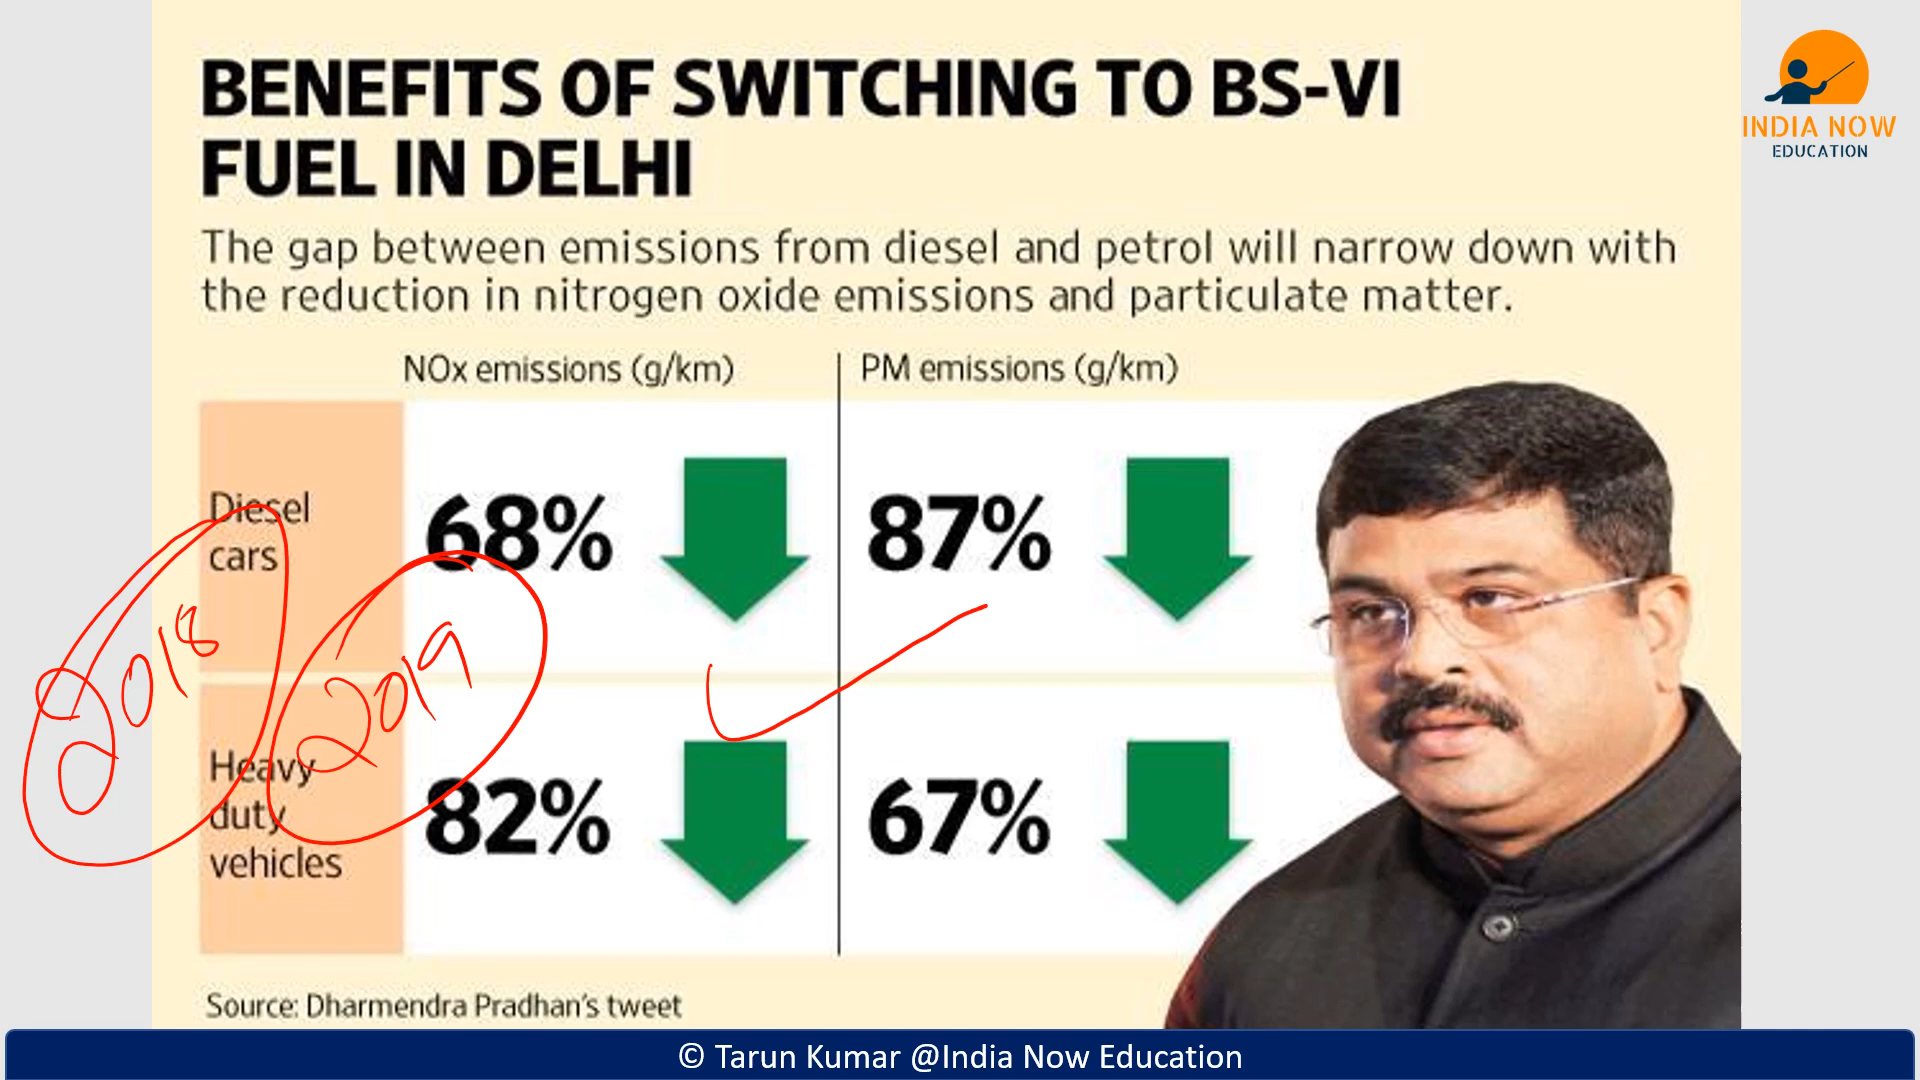 BENEFITS OF SWITCHING TO BS-VI
FUEL IN DELHI
INDIA NOW
EDUCATION
The gap between emissions from diesel and petrol will narrow down with
the reduction in nitrogen oxide emissions and particulate matter.
NOx emissions (g/km)
PM emissions (g/km)
Diesel
cars
68%
87%
2018
2019
Heavy
duty
vehicles
82%
67%
Source: Dharmendra Pradhan's tweet
© Tarun Kumar @India Now Education